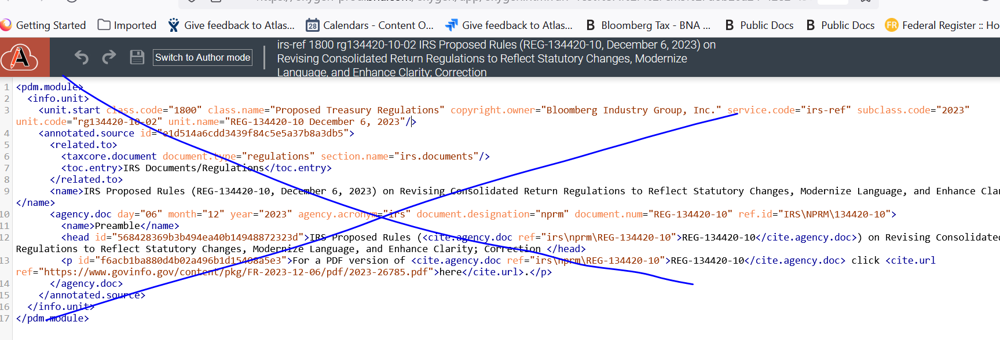 Getting Started Imported Give feedback to Atlas... 28 Calendars - Content O... Give feedback to Atlas... B Bloomberg Tax - BNA ... B Public Docs B Public Docs FR Federal Register :: Ho
Switch to Author mode
irs-ref 1800 rg134420-10-02 IRS Proposed Rules (REG-134420-10, December 6, 2023) on
Revising Consolidated Return Regulations to Reflect Statutory Changes, Modernize
Language, and Enhance Clarity; Correction
1 <pdm.module>
2 <info.unit>
3 <unit.start class.code="1800" class.name="Proposed Treasury Regulations" copyright.owner="Bloomberg Industry Group, Inc." service.code="irs-ref" subclass.code="2023"
unit.code="rg134420-10-02" unit.name="REG-134420-10 December 6, 2023"/>
4 <annotated.source id="e1d514a6cdd3439f84c5e5a37b8a3db5">
5 <related.to>
6 <taxcore.document document.type="regulations" section.name="irs.documents"/>
7 <toc.entry>IRS Documents/Regulations</toc.entry>
8 </related.to>
9 <name>IRS Proposed Rules (REG-134420-10, December 6, 2023) on Revising Consolidated Return Regulations to Reflect Statutory Changes, Modernize Language, and Enhance Cla
</name>
10 <agency.doc day="06" month="12" year="2023" agency.acronym="irs" document.designation="nprm" document.num="REG-134420-10" ref.id="IRS\NPRM\134420-10">
11 <name>Preamble</name>
12 <head id="568428369b3b494ea40b14948872323d">IRS Proposed Rules (<cite.agency.doc ref="irs\nprm\REG-134420-10">REG-134420-10</cite.agency.doc>) on Revising Consolidated
Regulations to Reflect Statutory Changes, Modernize Language, and Enhance Clarity; Correction </head>
13 <p id="f6acb1ba880d4b02a496b1d15408a5e3">For a PDF version of <cite.agency.doc ref="irs\nprm\REG-134420-10">REG-134420-10</cite.agency.doc> click <cite.url
ref="https://www.govinfo.gov/content/pkg/FR-2023-12-06/pdf/2023-26785.pdf">here</cite.url>.</p>
14 </agency.doc>
15 </annotated.source>
16 </info.unit>
17 </pdm.module>